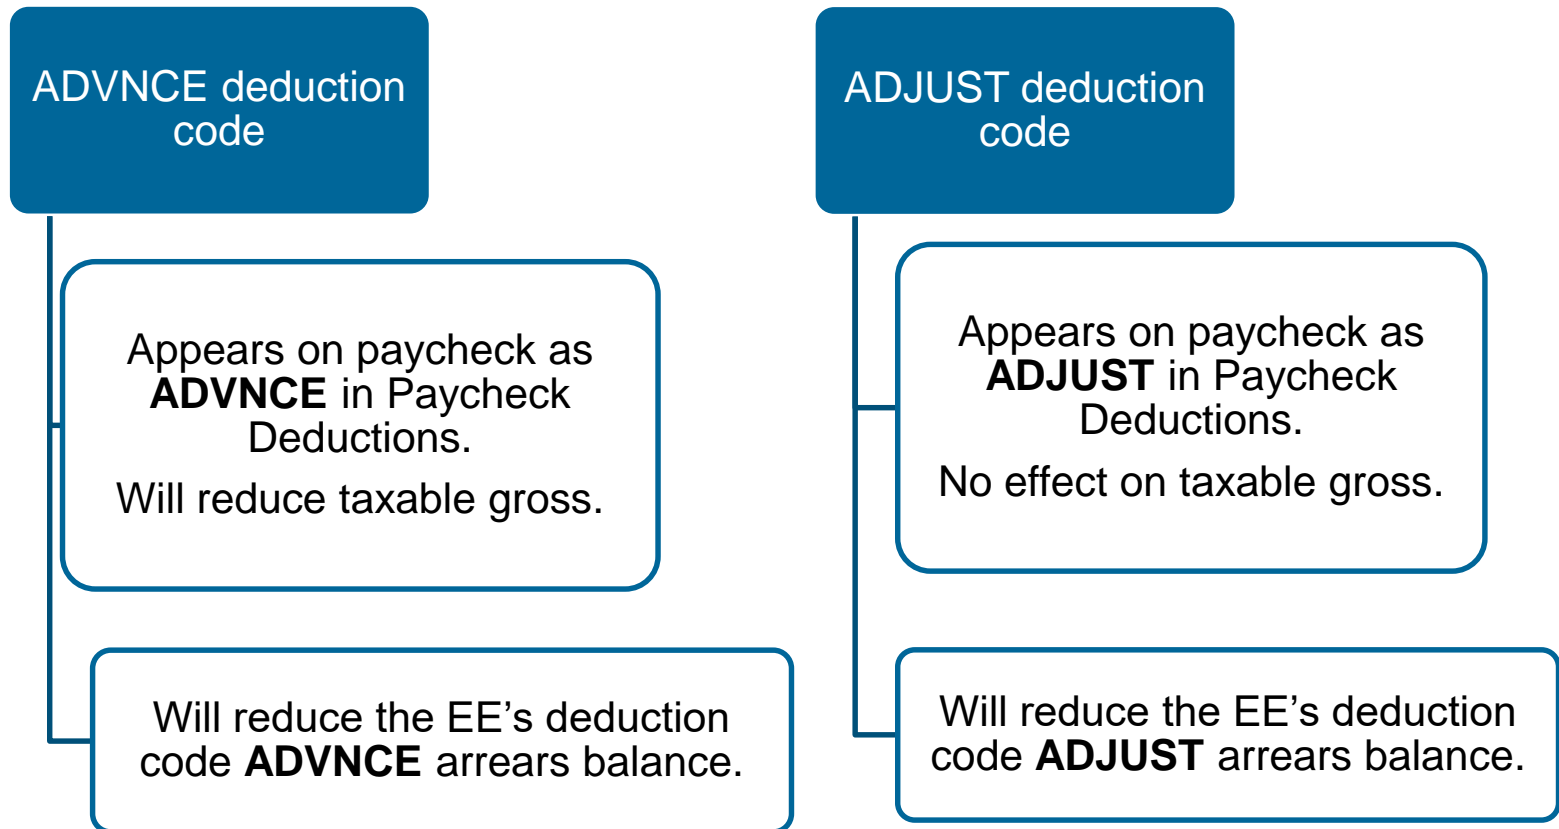 ADVNCE deduction
code
Appears on paycheck as
ADVNCE in Paycheck
Deductions.
Will reduce taxable gross.
Will reduce the EE’s deduction
code ADVNCE arrears balance.
ADJUST deduction
code
Appears on paycheck as
ADJUST in Paycheck
Deductions.
No effect on taxable gross.
Will reduce the EE’s deduction
code ADJUST arrears balance.